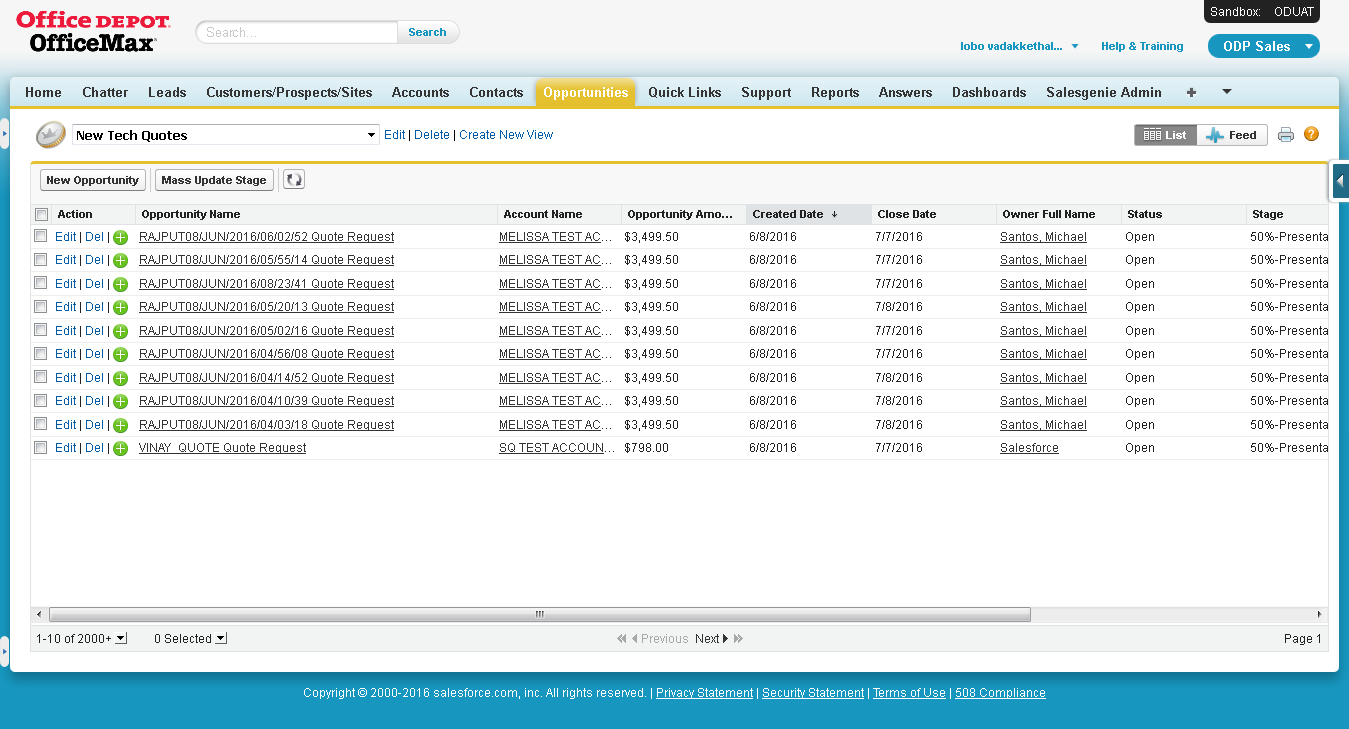 Office DEPOT.
OfficeMax
Search...
Search
Sandbox: ODUAT
lobo vadakkethal...
Help & Training
ODP Sales
Home Chatter Leads Customers/Prospects/Sites Accounts Contacts Opportunities Quick Links Support Reports Answers Dashboards Salesgenie Admin +
New Tech Quotes
Edit | Delete | Create New View
List Feed
New Opportunity Mass Update Stage
Action Opportunity Name Account Name Opportunity Amo... Created Date Close Date Owner Full Name Status Stage
Edit | Del | RAJPUT08/JUN/2016/06/02/52 Quote Request MELISSA TEST AC... $3,499.50 6/8/2016 7/7/2016 Santos, Michael Open 50%-Presenta
Edit | Del | RAJPUT08/JUN/2016/05/55/14 Quote Request MELISSA TEST AC... $3,499.50 6/8/2016 7/7/2016 Santos, Michael Open 50%-Presenta
Edit | Del | RAJPUT08/JUN/2016/08/23/41 Quote Request MELISSA TEST AC... $3,499.50 6/8/2016 7/7/2016 Santos, Michael Open 50%-Presenta
Edit | Del | RAJPUT08/JUN/2016/05/20/13 Quote Request MELISSA TEST AC... $3,499.50 6/8/2016 7/8/2016 Santos, Michael Open 50%-Presenta
Edit | Del | RAJPUT08/JUN/2016/05/02/16 Quote Request MELISSA TEST AC... $3,499.50 6/8/2016 7/7/2016 Santos, Michael Open 50%-Presenta
Edit | Del | RAJPUT08/JUN/2016/04/56/08 Quote Request MELISSA TEST AC... $3,499.50 6/8/2016 7/7/2016 Santos, Michael Open 50%-Presenta
Edit | Del | RAJPUT08/JUN/2016/04/14/52 Quote Request MELISSA TEST AC... $3,499.50 6/8/2016 7/8/2016 Santos, Michael Open 50%-Presenta
Edit | Del | RAJPUT08/JUN/2016/04/10/39 Quote Request MELISSA TEST AC... $3,499.50 6/8/2016 7/8/2016 Santos, Michael Open 50%-Presenta
Edit | Del | RAJPUT08/JUN/2016/04/03/18 Quote Request MELISSA TEST AC... $3,499.50 6/8/2016 7/8/2016 Santos, Michael Open 50%-Presenta
Edit | Del | VINAY_QUOTE Quote Request SQ TEST ACCOUN... $798.00 6/8/2016 7/7/2016 Salesforce Open 50%-Presenta
1-10 of 2000+ 0 Selected Previous Next Page 1
Copyright © 2000-2016 salesforce.com, inc. All rights reserved. | Privacy Statement | Security Statement | Terms of Use | 508 Compliance